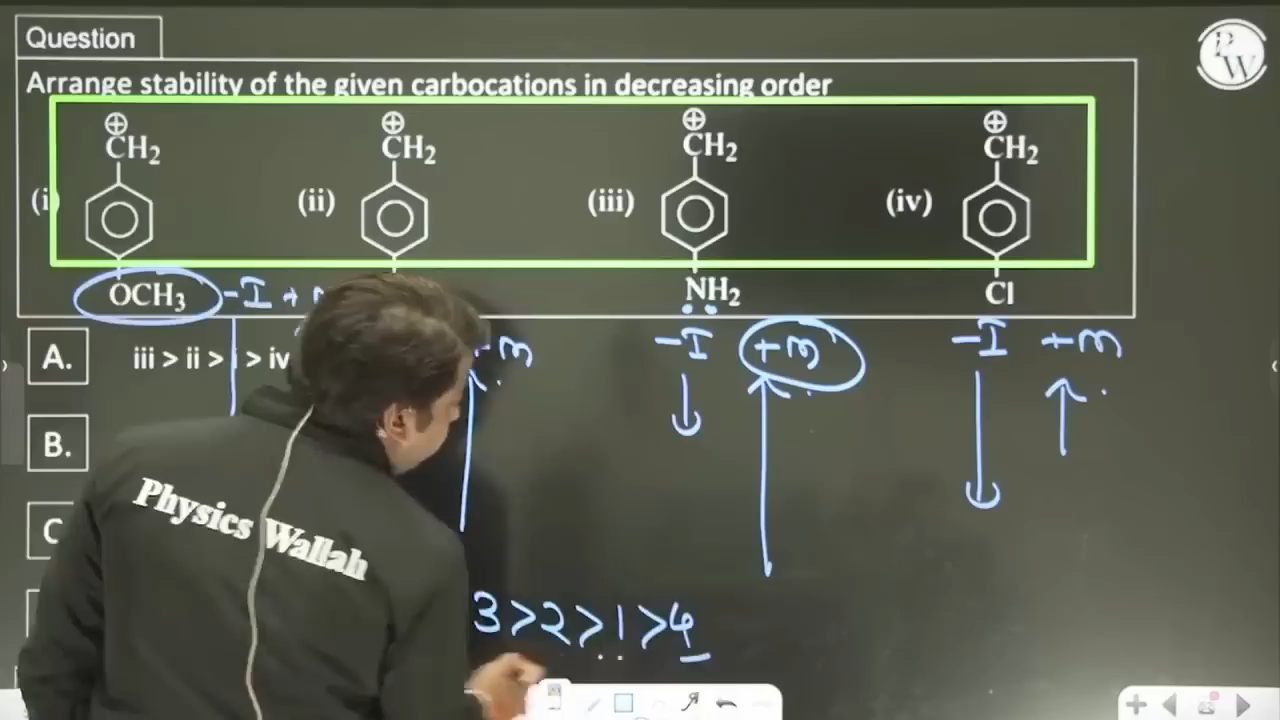 Question
PW
Arrange stability of the given carbocations in decreasing order
⊕ ⊕ ⊕ ⊕
CH2 CH2 CH2 CH2
(i) (ii) (iii) (iv)
OCH3 -I + NH2 Cl
A. iii > ii > i > iv
-m -I +m -I +m
B.
C
Physics Wallah
3 > 2 > 1 > 4